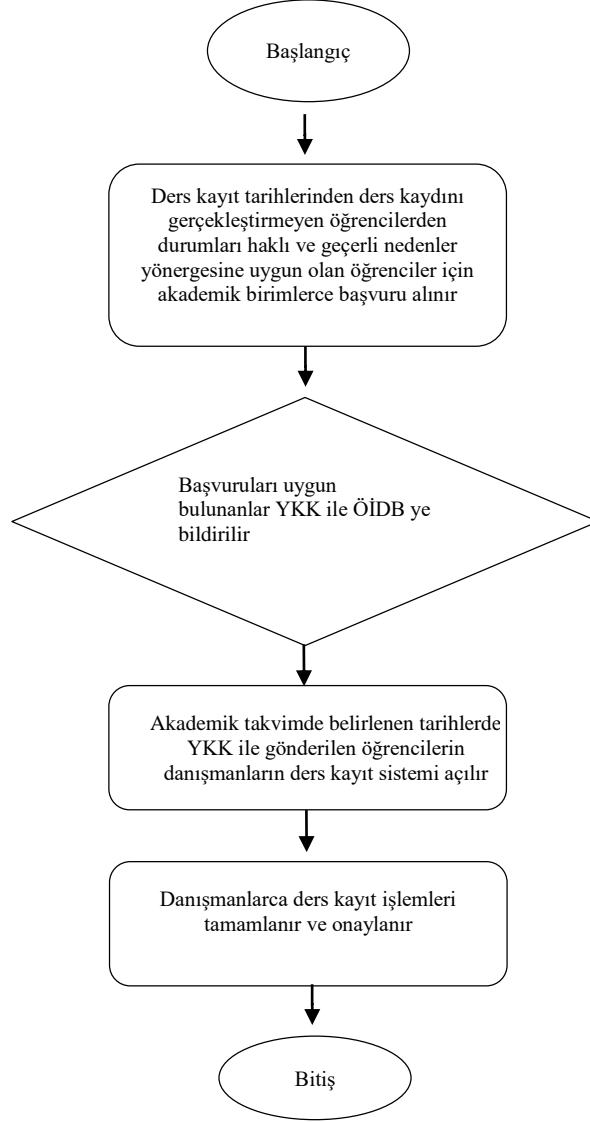 Başlangıç
Ders kayıt tarihlerinden ders kaydını
gerçekleştirmeyen öğrencilerden
durumları haklı ve geçerli nedenler
yönergesine uygun olan öğrenciler için
akademik birimlerce başvuru alınır
Başvuruları uygun
bulunanlar YKK ile ÖİDB ye
bildirilir
Akademik takvimde belirlenen tarihlerde
YKK ile gönderilen öğrencilerin
danışmanların ders kayıt sistemi açılır
Danışmanlarca ders kayıt işlemleri
tamamlanır ve onaylanır
Bitiş